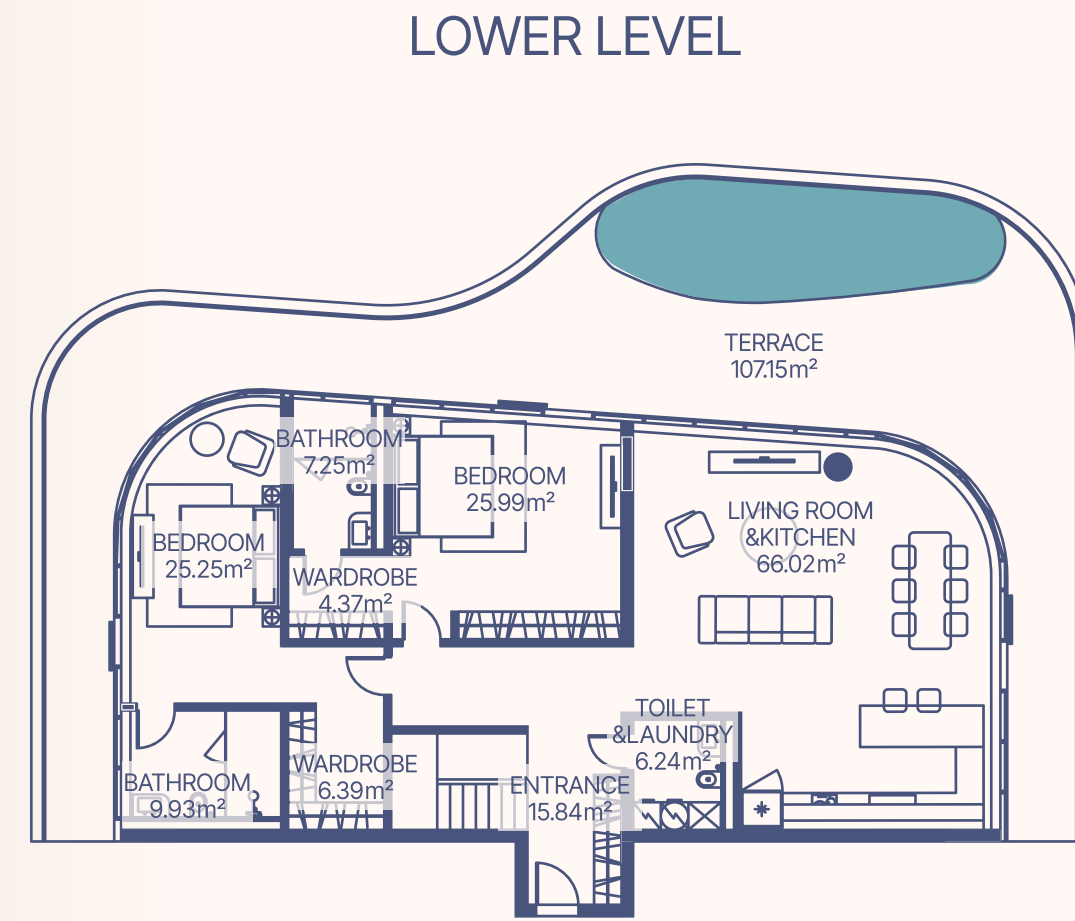 LOWER LEVEL
TERRACE
107.15m²
BATHROOM
7.25m²
BEDROOM
25.99m²
LIVING ROOM
&KITCHEN
66.02m²
BEDROOM
25.25m²
WARDROBE
4.37m²
TOILET
&LAUNDRY
6.24m²
BATHROOM
9.93m²
WARDROBE
6.39m²
ENTRANCE
15.84m²